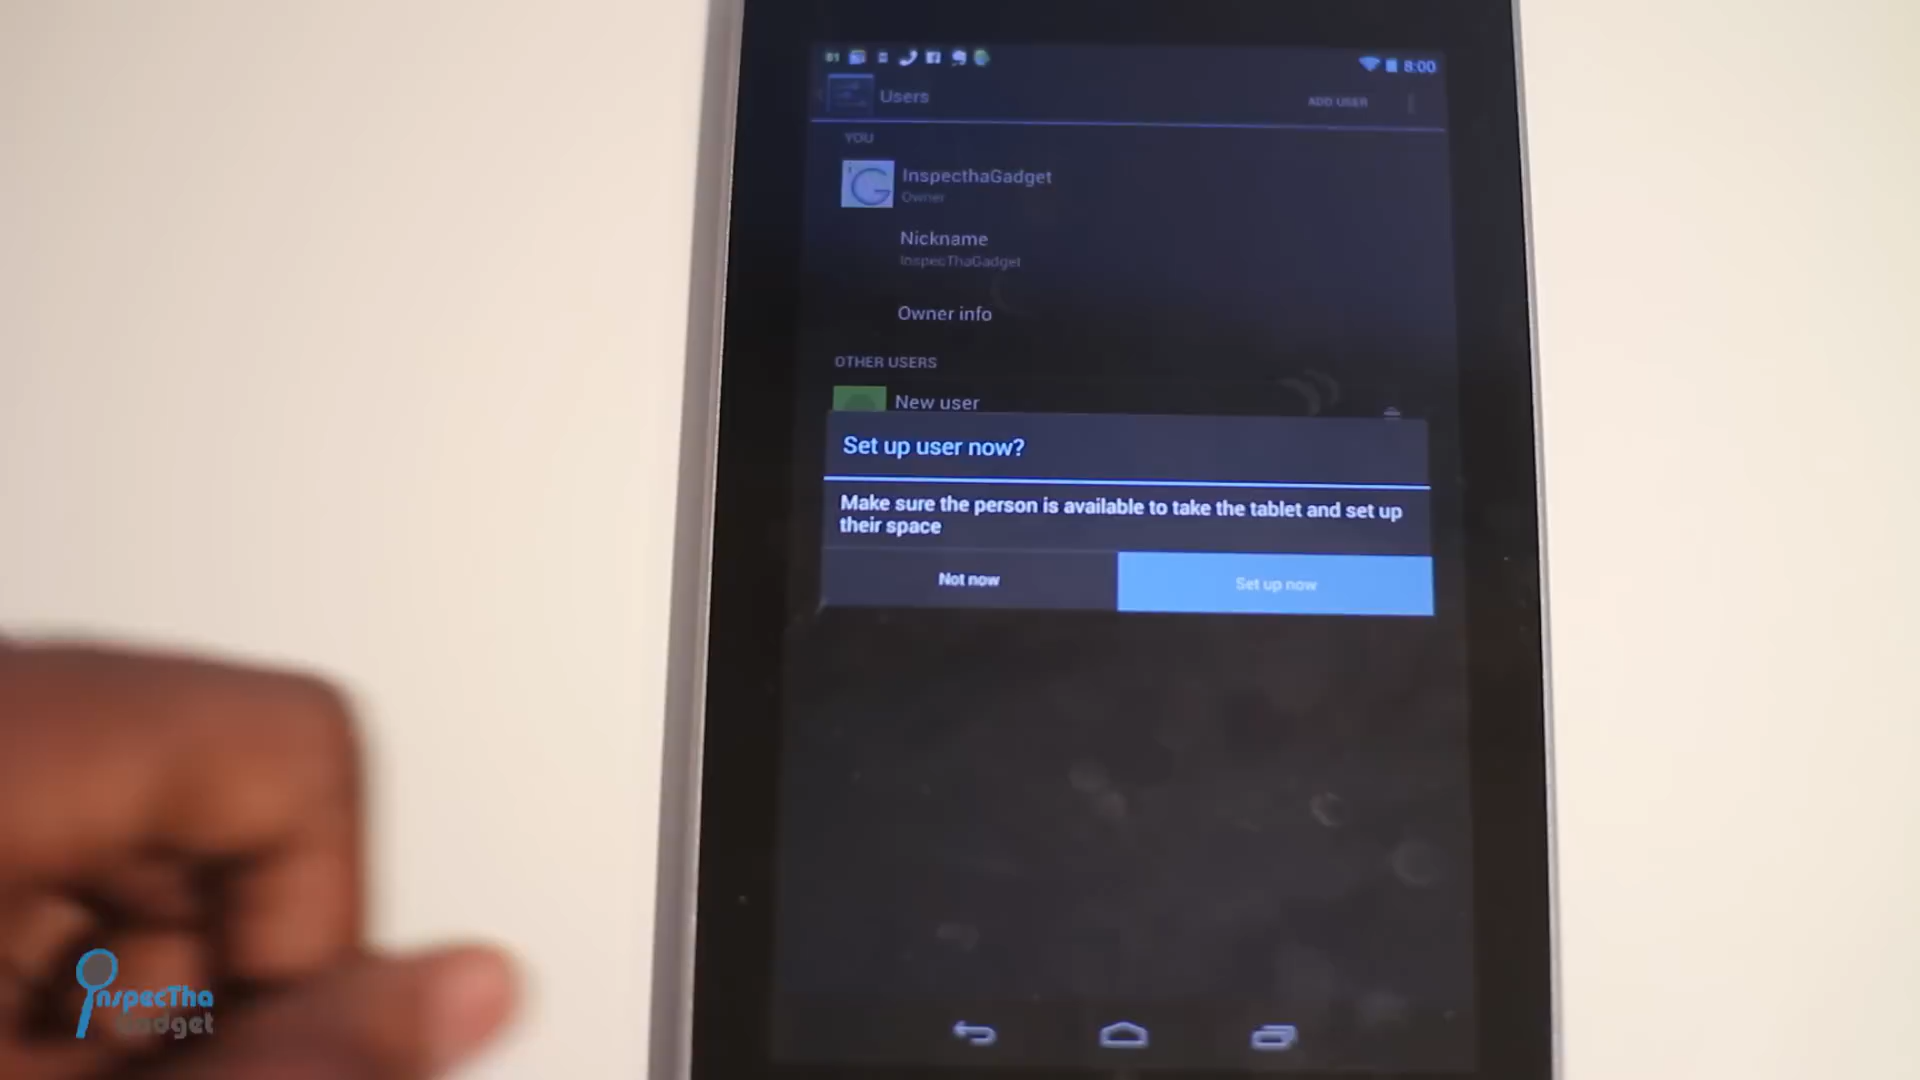 8:00
Users
ADD USER
YOU
InspecthaGadget
Owner
Nickname
InspecThaGadget
Owner info
OTHER USERS
New user
Set up user now?
Make sure the person is available to take the tablet and set up
their space
Not now
Set up now
InspecTha
Gadget